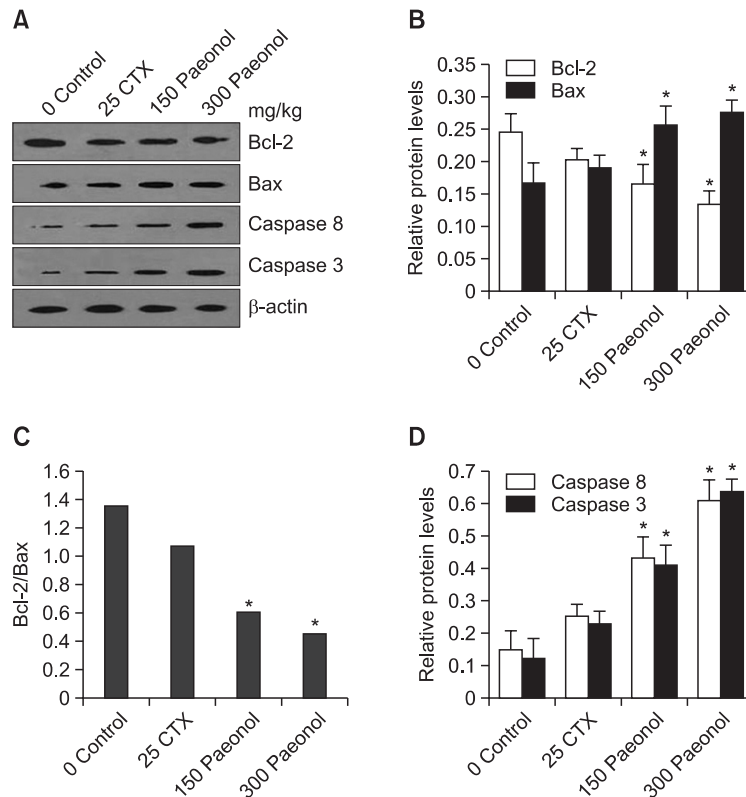 A
0 Control
25 CTX
150 Paeonol
300 Paeonol
mg/kg
Bcl-2
Bax
Caspase 8
Caspase 3
β-actin
B
Relative protein levels
0.35
0.30
0.25
0.20
0.15
0.10
0.05
0
Bcl-2
Bax
*
*
*
*
0 Control
25 CTX
150 Paeonol
300 Paeonol
C
Bcl-2/Bax
1.6
1.4
1.2
1.0
0.8
0.6
0.4
0.2
0
*
*
0 Control
25 CTX
150 Paeonol
300 Paeonol
D
Relative protein levels
0.7
0.6
0.5
0.4
0.3
0.2
0.1
0
Caspase 8
Caspase 3
* *
* *
0 Control
25 CTX
150 Paeonol
300 Paeonol